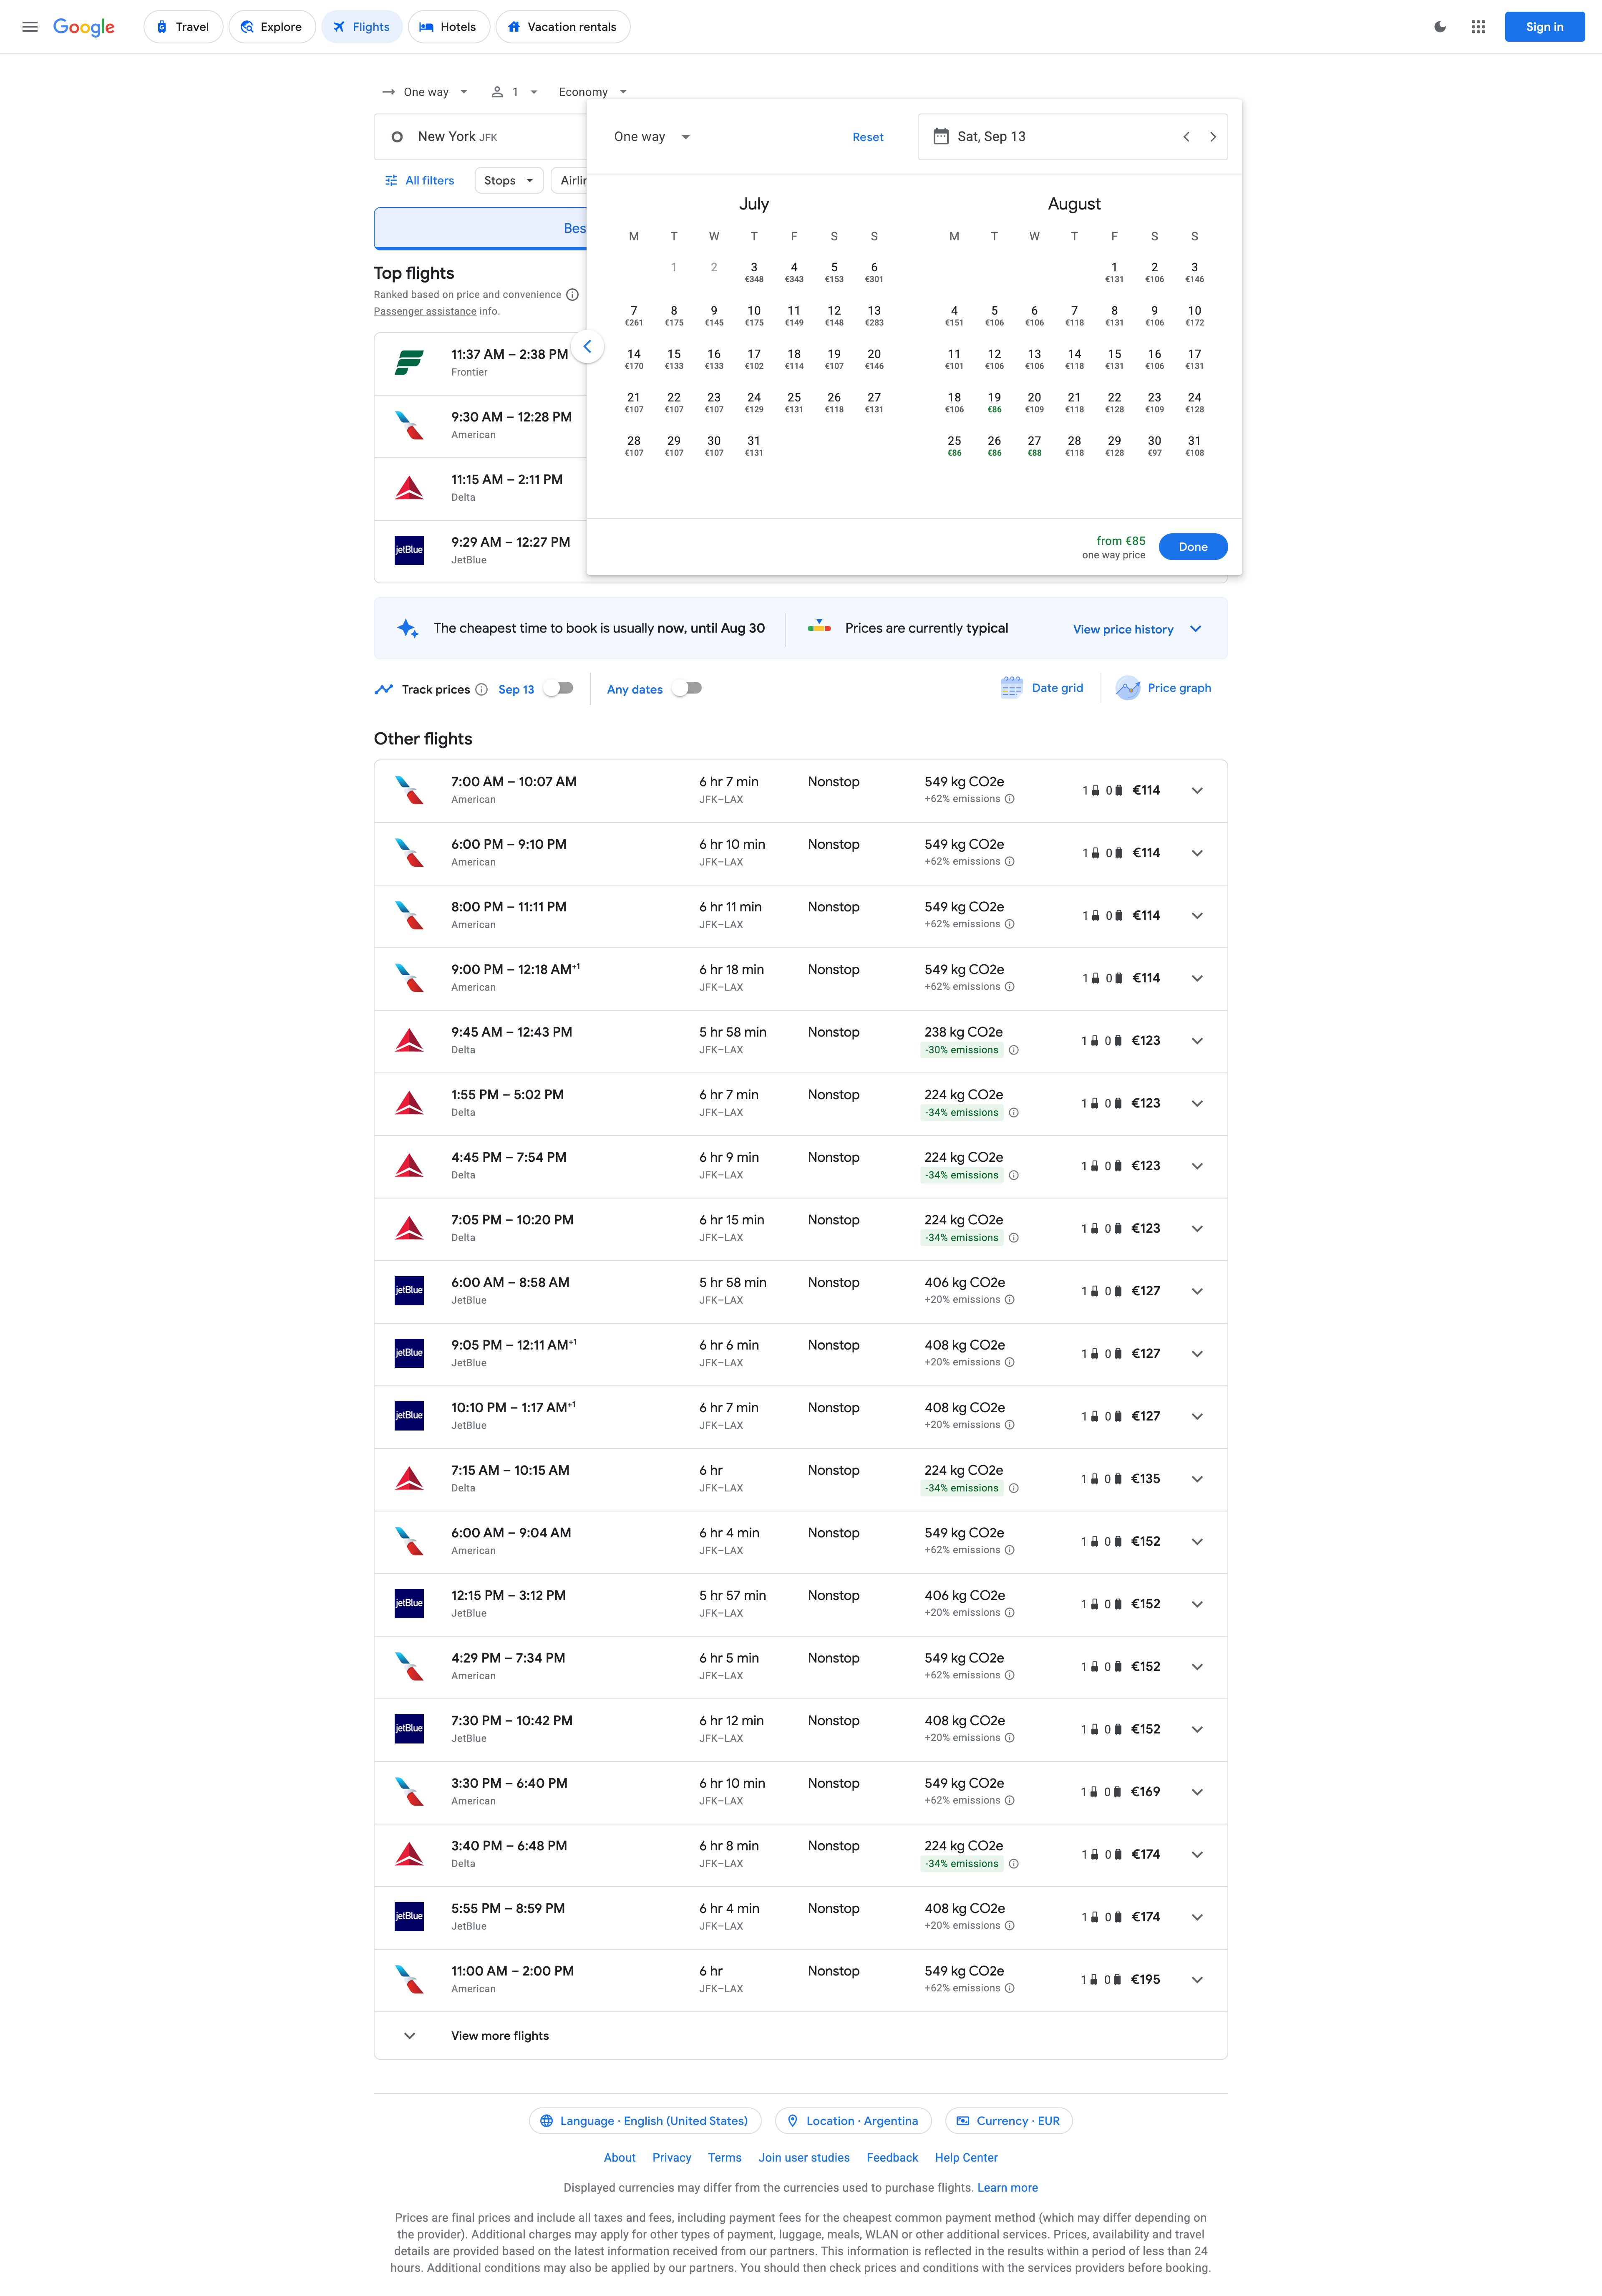 Google
Travel
Explore
Flights
Hotels
Vacation rentals
Sign in
One way
1
Economy
New York JFK
One way
Reset
Sat, Sep 13
All filters
Stops
Airlin
Bes
Top flights
Ranked based on price and convenience
Passenger assistance info.
11:37 AM – 2:38 PM
Frontier
9:30 AM – 12:28 PM
American
11:15 AM – 2:11 PM
Delta
jetBlue
9:29 AM – 12:27 PM
JetBlue
July
M T W T F S S
1 2 3 4 5 6
€348 €343 €153 €301
7 8 9 10 11 12 13
€261 €175 €145 €175 €149 €148 €283
14 15 16 17 18 19 20
€170 €133 €133 €102 €114 €107 €146
21 22 23 24 25 26 27
€107 €107 €107 €129 €131 €118 €131
28 29 30 31
€107 €107 €107 €131
August
M T W T F S S
1 2 3
€131 €106 €146
4 5 6 7 8 9 10
€151 €106 €106 €118 €131 €106 €172
11 12 13 14 15 16 17
€101 €106 €106 €118 €131 €106 €131
18 19 20 21 22 23 24
€106 €86 €109 €118 €128 €109 €128
25 26 27 28 29 30 31
€86 €86 €88 €118 €128 €97 €108
from €85
one way price
Done
The cheapest time to book is usually now, until Aug 30
Prices are currently typical
View price history
Track prices
Sep 13
Any dates
Date grid
Price graph
Other flights
7:00 AM – 10:07 AM 6 hr 7 min Nonstop 549 kg CO2e 1 0 €114
American JFK–LAX +62% emissions
6:00 PM – 9:10 PM 6 hr 10 min Nonstop 549 kg CO2e 1 0 €114
American JFK–LAX +62% emissions
8:00 PM – 11:11 PM 6 hr 11 min Nonstop 549 kg CO2e 1 0 €114
American JFK–LAX +62% emissions
9:00 PM – 12:18 AM+1 6 hr 18 min Nonstop 549 kg CO2e 1 0 €114
American JFK–LAX +62% emissions
9:45 AM – 12:43 PM 5 hr 58 min Nonstop 238 kg CO2e 1 0 €123
Delta JFK–LAX -30% emissions
1:55 PM – 5:02 PM 6 hr 7 min Nonstop 224 kg CO2e 1 0 €123
Delta JFK–LAX -34% emissions
4:45 PM – 7:54 PM 6 hr 9 min Nonstop 224 kg CO2e 1 0 €123
Delta JFK–LAX -34% emissions
7:05 PM – 10:20 PM 6 hr 15 min Nonstop 224 kg CO2e 1 0 €123
Delta JFK–LAX -34% emissions
jetBlue 6:00 AM – 8:58 AM 5 hr 58 min Nonstop 406 kg CO2e 1 0 €127
JetBlue JFK–LAX +20% emissions
jetBlue 9:05 PM – 12:11 AM+1 6 hr 6 min Nonstop 408 kg CO2e 1 0 €127
JetBlue JFK–LAX +20% emissions
jetBlue 10:10 PM – 1:17 AM+1 6 hr 7 min Nonstop 408 kg CO2e 1 0 €127
JetBlue JFK–LAX +20% emissions
7:15 AM – 10:15 AM 6 hr Nonstop 224 kg CO2e 1 0 €135
Delta JFK–LAX -34% emissions
6:00 AM – 9:04 AM 6 hr 4 min Nonstop 549 kg CO2e 1 0 €152
American JFK–LAX +62% emissions
jetBlue 12:15 PM – 3:12 PM 5 hr 57 min Nonstop 406 kg CO2e 1 0 €152
JetBlue JFK–LAX +20% emissions
4:29 PM – 7:34 PM 6 hr 5 min Nonstop 549 kg CO2e 1 0 €152
American JFK–LAX +62% emissions
jetBlue 7:30 PM – 10:42 PM 6 hr 12 min Nonstop 408 kg CO2e 1 0 €152
JetBlue JFK–LAX +20% emissions
3:30 PM – 6:40 PM 6 hr 10 min Nonstop 549 kg CO2e 1 0 €169
American JFK–LAX +62% emissions
3:40 PM – 6:48 PM 6 hr 8 min Nonstop 224 kg CO2e 1 0 €174
Delta JFK–LAX -34% emissions
jetBlue 5:55 PM – 8:59 PM 6 hr 4 min Nonstop 408 kg CO2e 1 0 €174
JetBlue JFK–LAX +20% emissions
11:00 AM – 2:00 PM 6 hr Nonstop 549 kg CO2e 1 0 €195
American JFK–LAX +62% emissions
View more flights
Language · English (United States)
Location · Argentina
Currency · EUR
About Privacy Terms Join user studies Feedback Help Center
Displayed currencies may differ from the currencies used to purchase flights. Learn more
Prices are final prices and include all taxes and fees, including payment fees for the cheapest common payment method (which may differ depending on
the provider). Additional charges may apply for other types of payment, luggage, meals, WLAN or other additional services. Prices, availability and travel
details are provided based on the latest information received from our partners. This information is reflected in the results within a period of less than 24
hours. Additional conditions may also be applied by our partners. You should then check prices and conditions with the services providers before booking.